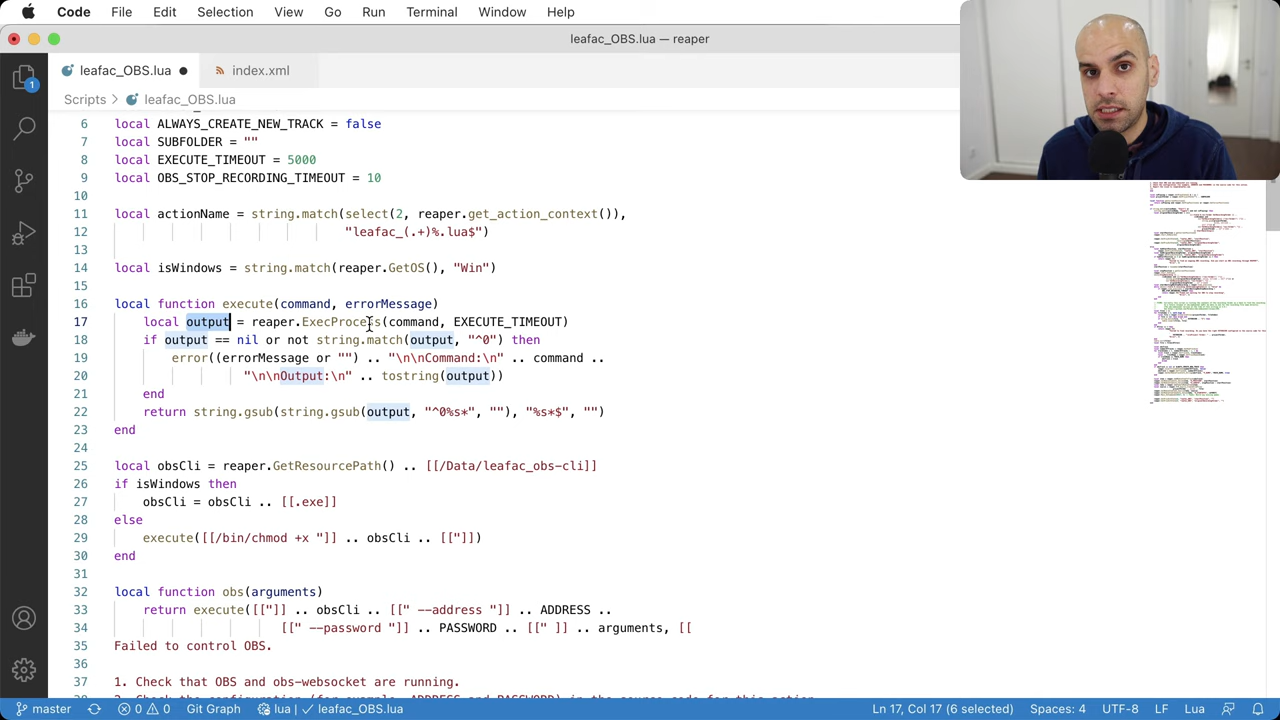 Code File Edit Selection View Go Run Terminal Window Help
leafac_OBS.lua — reaper
leafac_OBS.lua index.xml
Scripts leafac_OBS.lua
6 local ALWAYS_CREATE_NEW_TRACK = false
7 local SUBFOLDER = ""
8 local EXECUTE_TIMEOUT = 5000
9 local OBS_STOP_RECORDING_TIMEOUT = 10
10
11 local actionName = string.match(({reaper.get_action_context()}),
12 "leafac_(.+)%.lua$")
13
14 local isWindows = string.match(reaper.GetOS(), "Win")
15
16 local function execute(command, errorMessage)
17 local output = reaper.ExecProcess(command, EXECUTE_TIMEOUT)
18 if output == nil or not string.match(output, "^0") then
19 error((errorMessage or "") .. "\n\nCommand:\n" .. command ..
20 "\n\nOutput:\n" .. tostring(output))
21 end
22 return string.gsub(string.gsub(output, "^0%s*", ""), "%s*$", "")
23 end
24
25 local obsCli = reaper.GetResourcePath() .. [[/Data/leafac_obs-cli]]
26 if isWindows then
27 obsCli = obsCli .. [[.exe]]
28 else
29 execute([[/bin/chmod +x "]] .. obsCli .. [["]])
30 end
31
32 local function obs(arguments)
33 return execute([["]] .. obsCli .. [[" --address "]] .. ADDRESS ..
34 [[" --password "]] .. PASSWORD .. [[" ]] .. arguments, [[
35 Failed to control OBS.
36
37 1. Check that OBS and obs-websocket are running.
1
master 0 0 Git Graph lua leafac_OBS.lua Ln 17, Col 17 (6 selected) Spaces: 4 UTF-8 LF Lua